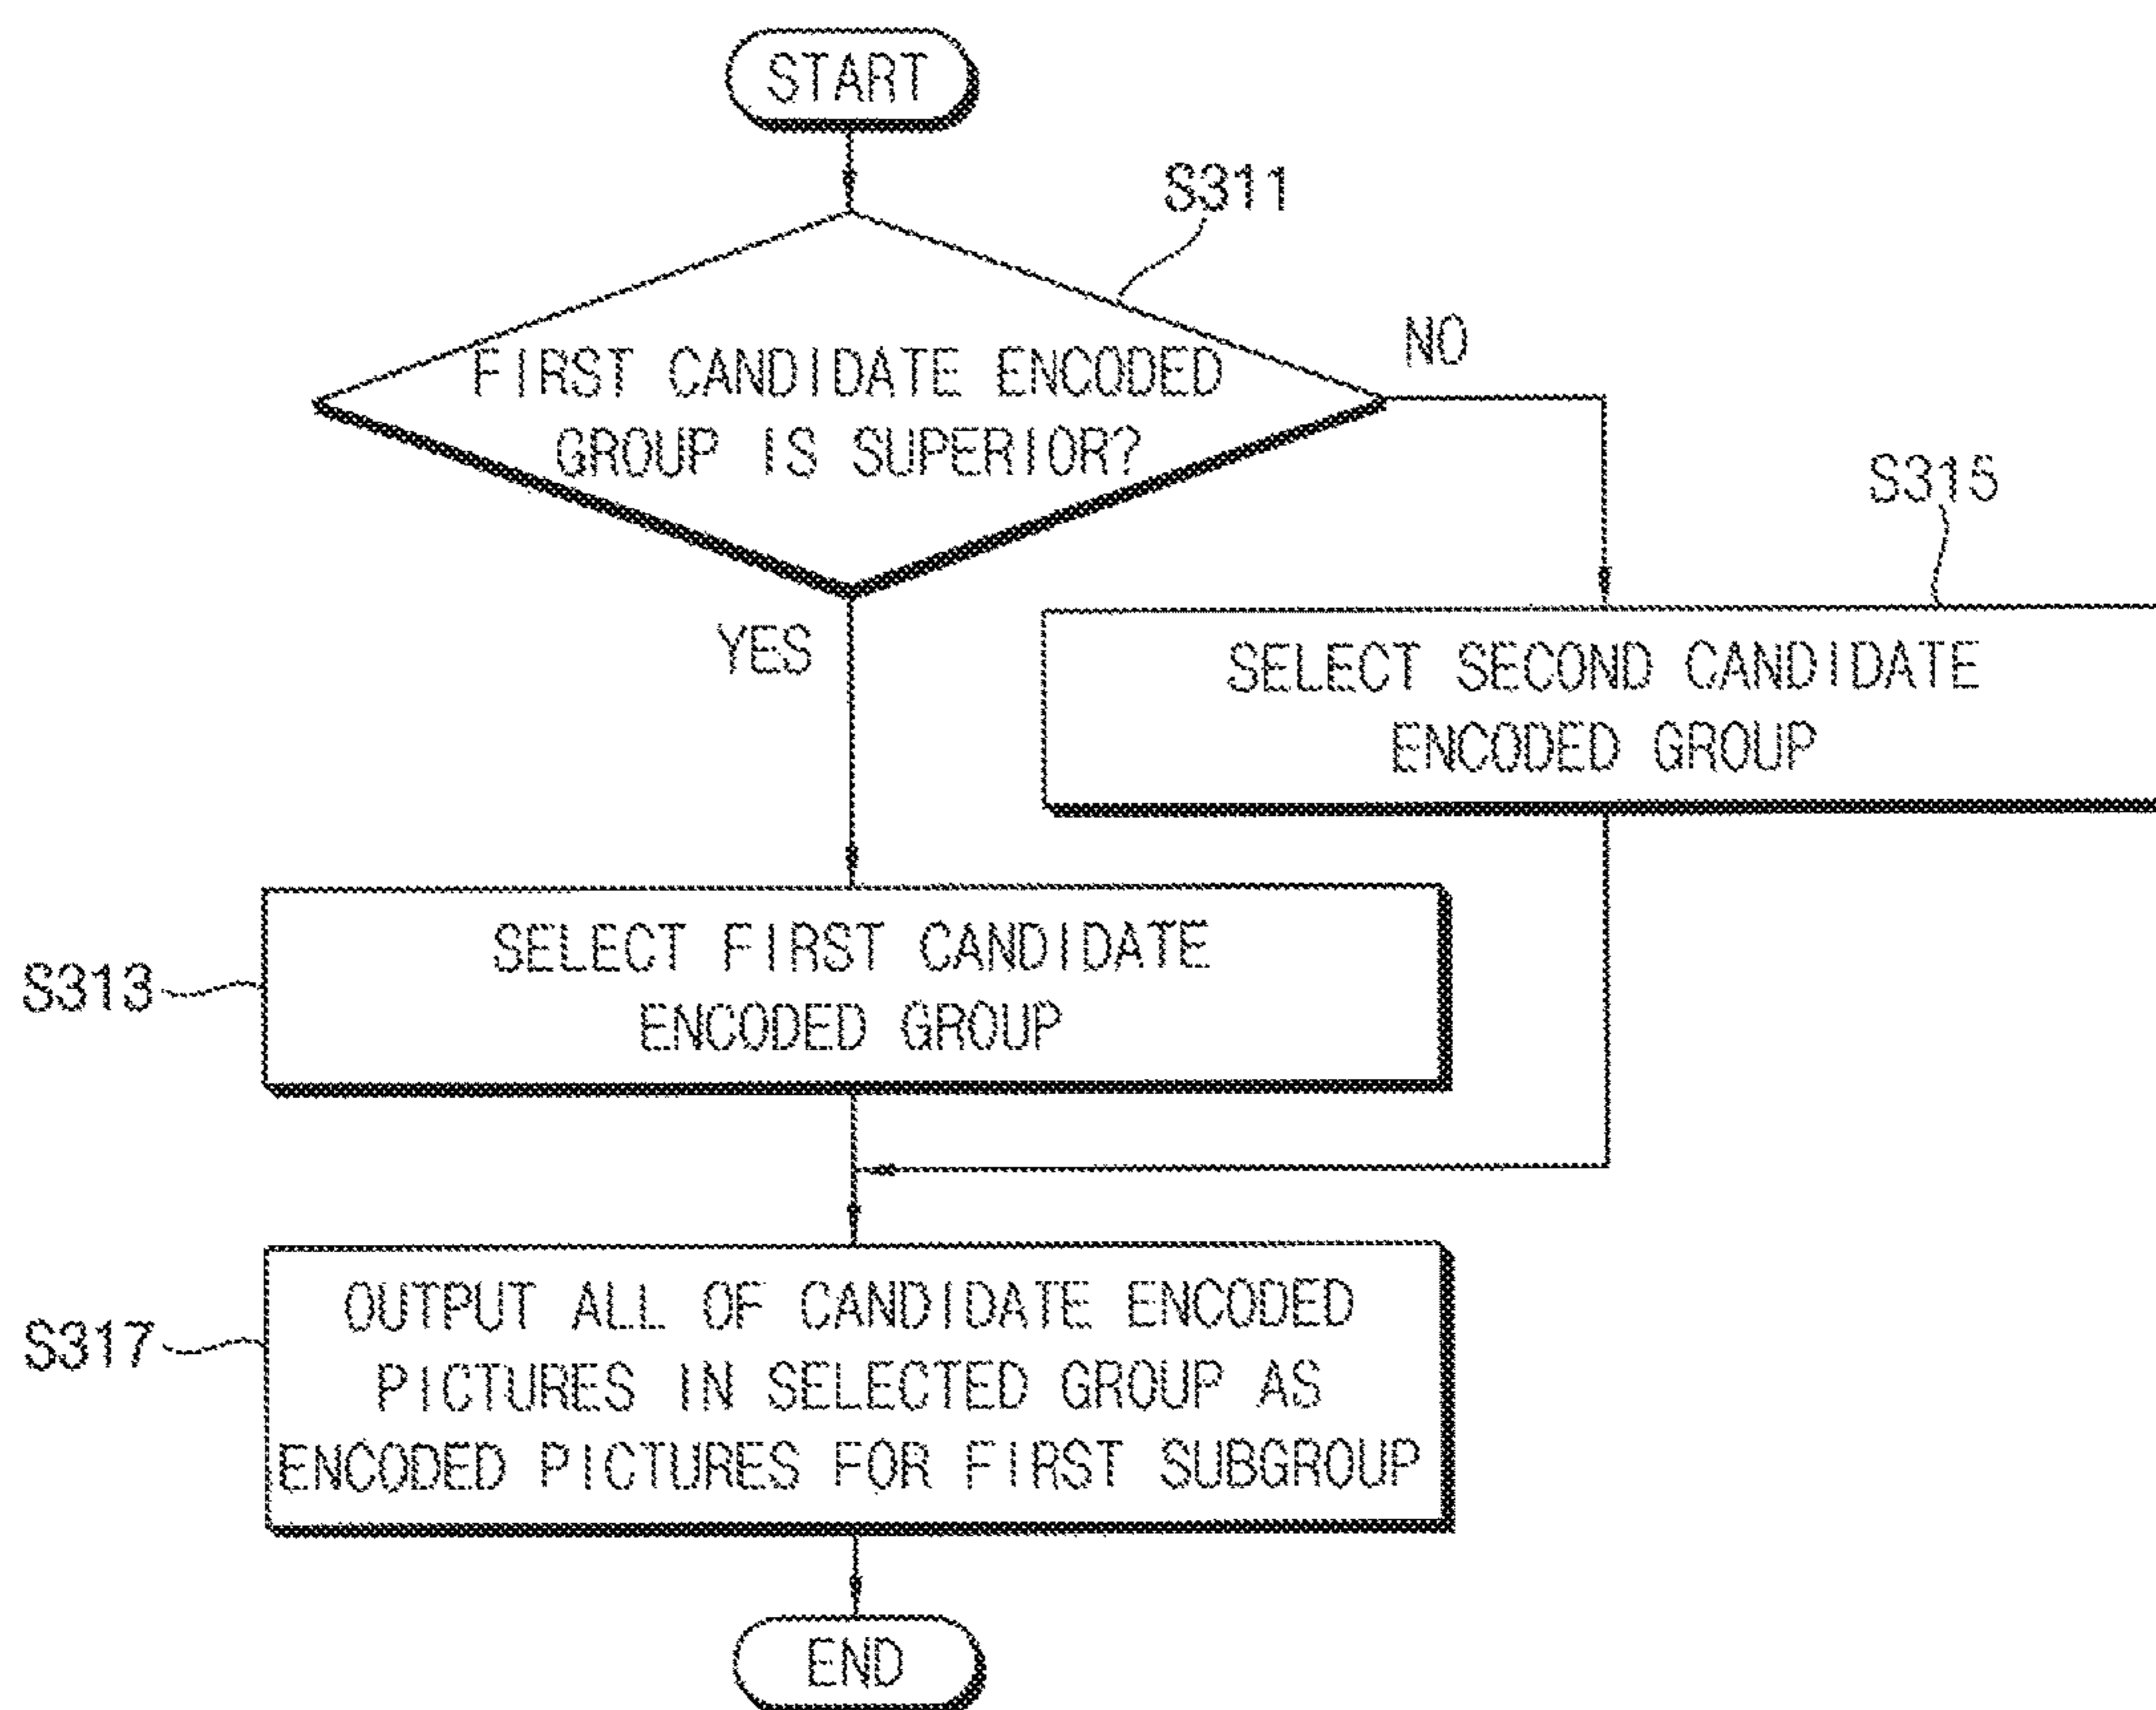 START
S311
FIRST CANDIDATE ENCODED
GROUP IS SUPERIOR?
NO
YES
S315
SELECT SECOND CANDIDATE
ENCODED GROUP
S313
SELECT FIRST CANDIDATE
ENCODED GROUP
S317
OUTPUT ALL OF CANDIDATE ENCODED
PICTURES IN SELECTED GROUP AS
ENCODED PICTURES FOR FIRST SUBGROUP
END